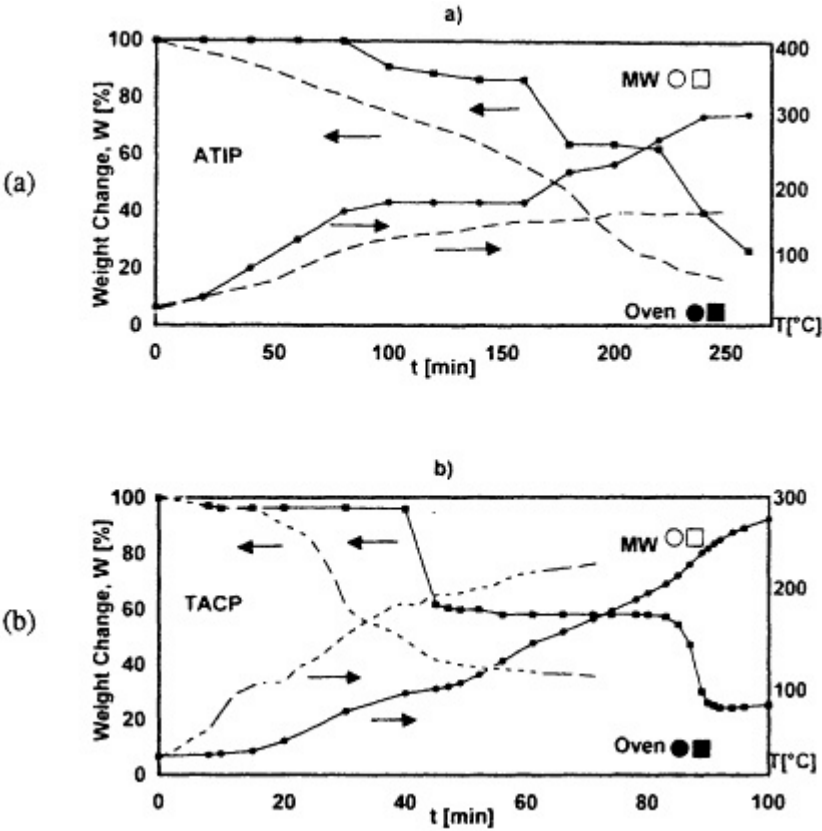 a)
(a)
Weight Change, W [%]
100
80
60
40
20
0
400
300
200
100
T[°C]
MW
ATIP
Oven
0 50 100 150 200 250
t [min]
b)
(b)
Weight Change, W [%]
100
80
60
40
20
0
300
200
100
T[°C]
MW
TACP
Oven
0 20 40 60 80 100
t [min]